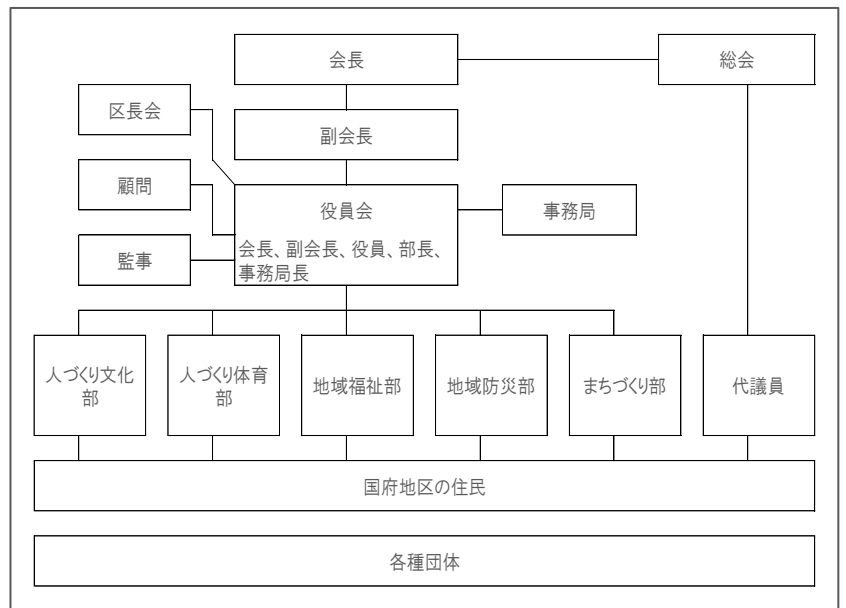 会長
総会
区長会
副会長
顧問
役員会
会長、副会長、役員、部長、
事務局長
事務局
監事
人づくり文化
部
人づくり体育
部
地域福祉部
地域防災部
まちづくり部
代議員
国府地区の住民
各種団体